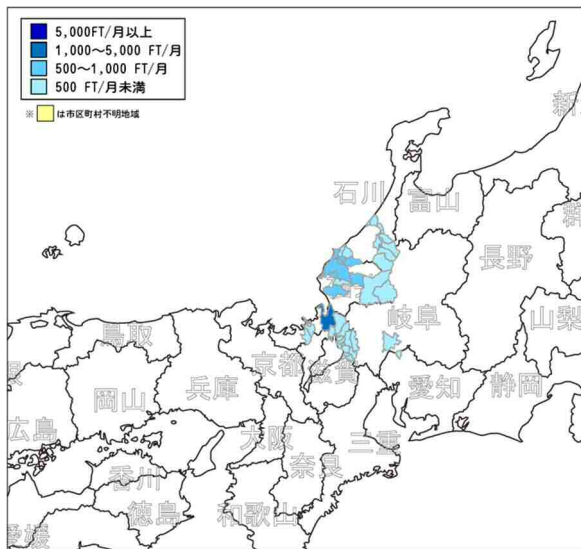 5,000FT/月以上
1,000～5,000 FT/月
500～1,000 FT/月
500 FT/月未満
※ は市区町村不明地域
新
石川
富山
群
長野
岐阜
山梨
鳥取
京都
滋賀
兵庫
愛知
静岡
岡山
根
広島
大阪
三重
奈良
香川
徳島
和歌山
愛媛